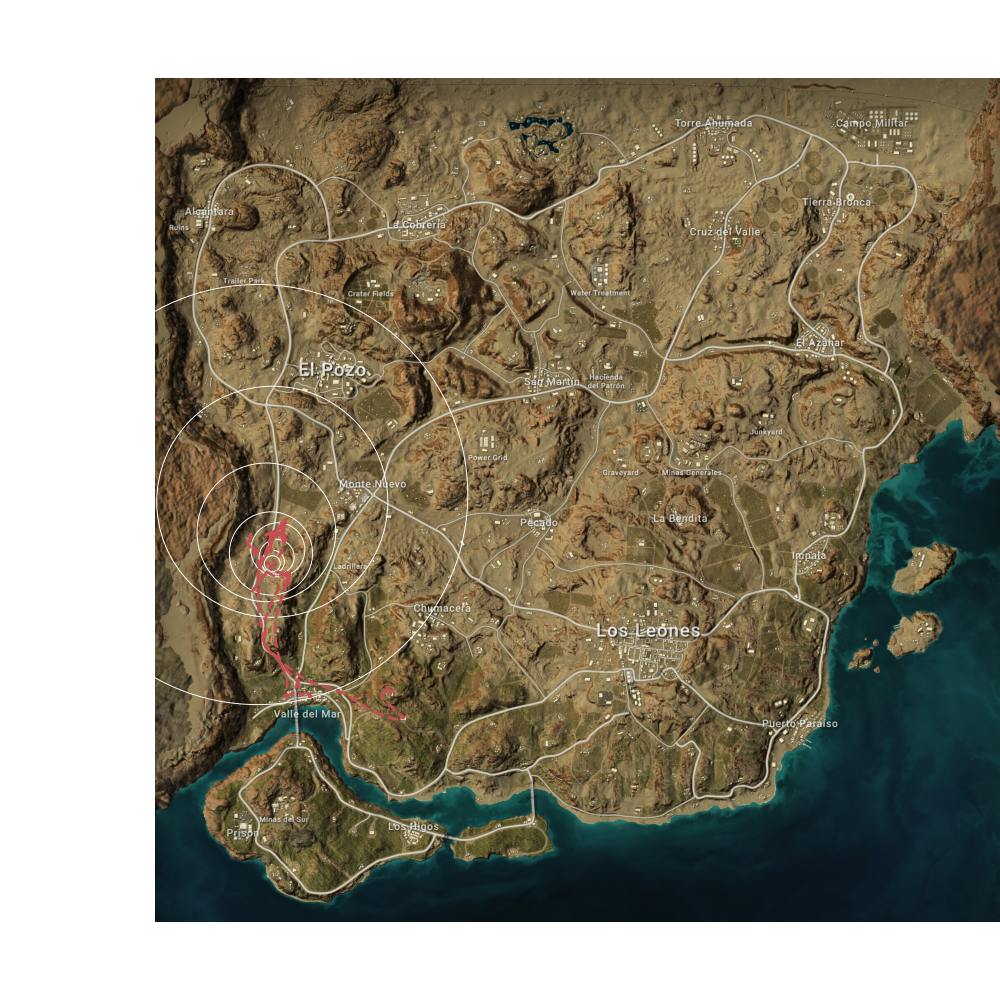 Torre Ahumada
Campo Militar
Tierra Bronca
Alcantara
Ruins
La Cobreria
Cruz del Valle
Trailer Park
Crater Fields
Water Treatment
El Azahar
El Pozo
San Martin
Hacienda
del Patrón
Junkyard
Power Grid
Graveyard
Minas Generales
Monte Nuevo
Pecado
La Bendita
Impala
Ladrillera
Chumacera
Los Leones
Valle del Mar
Puerto Paraiso
Minas del Sur
Prison
Los Higos